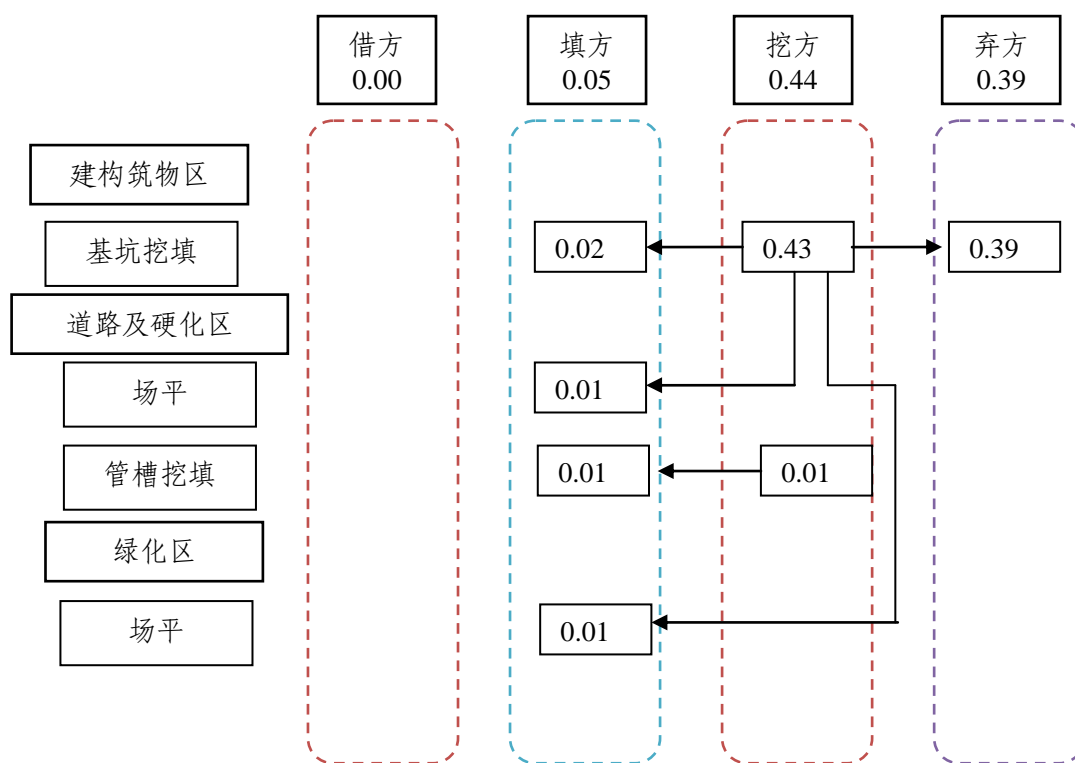 借方
0.00
填方
0.05
挖方
0.44
弃方
0.39
建构筑物区
基坑挖填
0.02
0.43
0.39
道路及硬化区
场平
0.01
管槽挖填
0.01
0.01
绿化区
场平
0.01